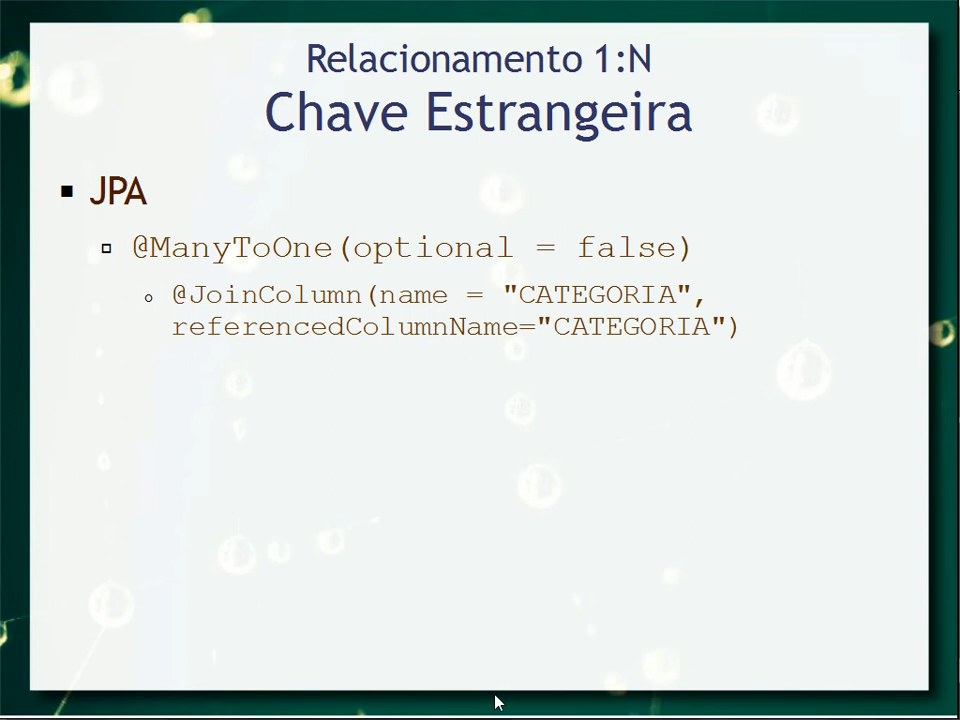 Relacionamento 1:N
Chave Estrangeira
JPA
@ManyToOne(optional = false)
@JoinColumn(name = "CATEGORIA",
referencedColumnName="CATEGORIA")